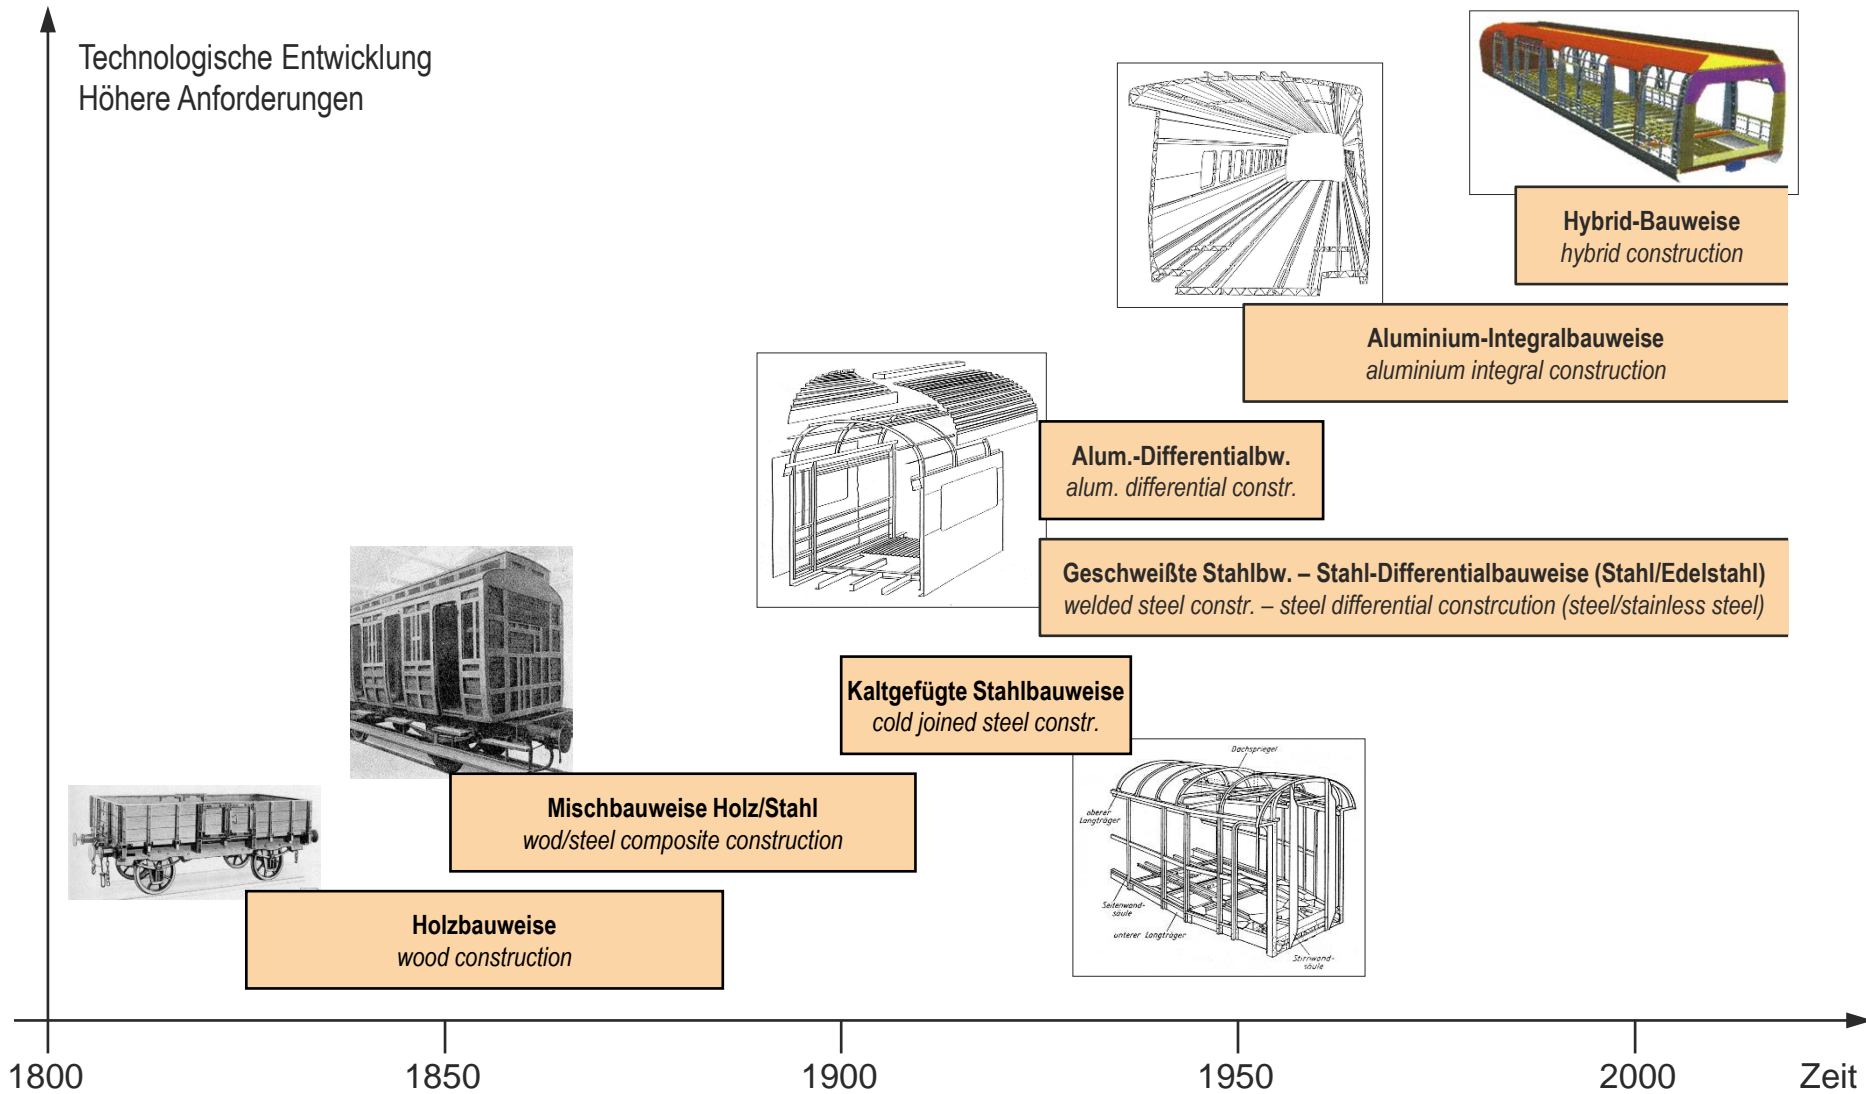 Technologische Entwicklung
Höhere Anforderungen
Hybrid-Bauweise
hybrid construction
Aluminium-Integralbauweise
aluminium integral construction
Alum.-Differentialbw.
alum. differential constr.
Geschweißte Stahlbw. – Stahl-Differentialbauweise (Stahl/Edelstahl)
welded steel constr. – steel differential constrcution (steel/stainless steel)
Kaltgefügte Stahlbauweise
cold joined steel constr.
Dachspriegel
oberer
Langträger
Seitenwand-
säule
unterer Langträger
Stirnwand-
säule
Mischbauweise Holz/Stahl
wod/steel composite construction
Holzbauweise
wood construction
1800
1850
1900
1950
2000
Zeit